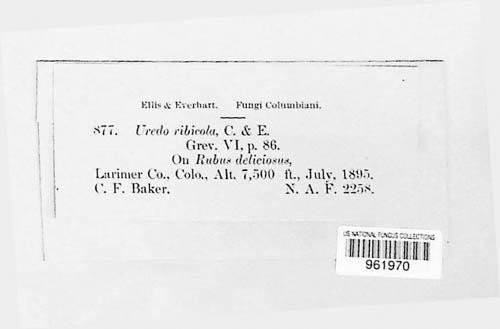 Ellis & Everhart. Fungi Columbiani.
877. Uredo ribicola, C. & E.
Grev. VI, p. 86.
On Rubus deliciosus,
Larimer Co., Colo., Alt. 7,500 ft., July, 1895.
C. F. Baker. N. A. F. 2258.
US NATIONAL FUNGUS COLLECTIONS
961970